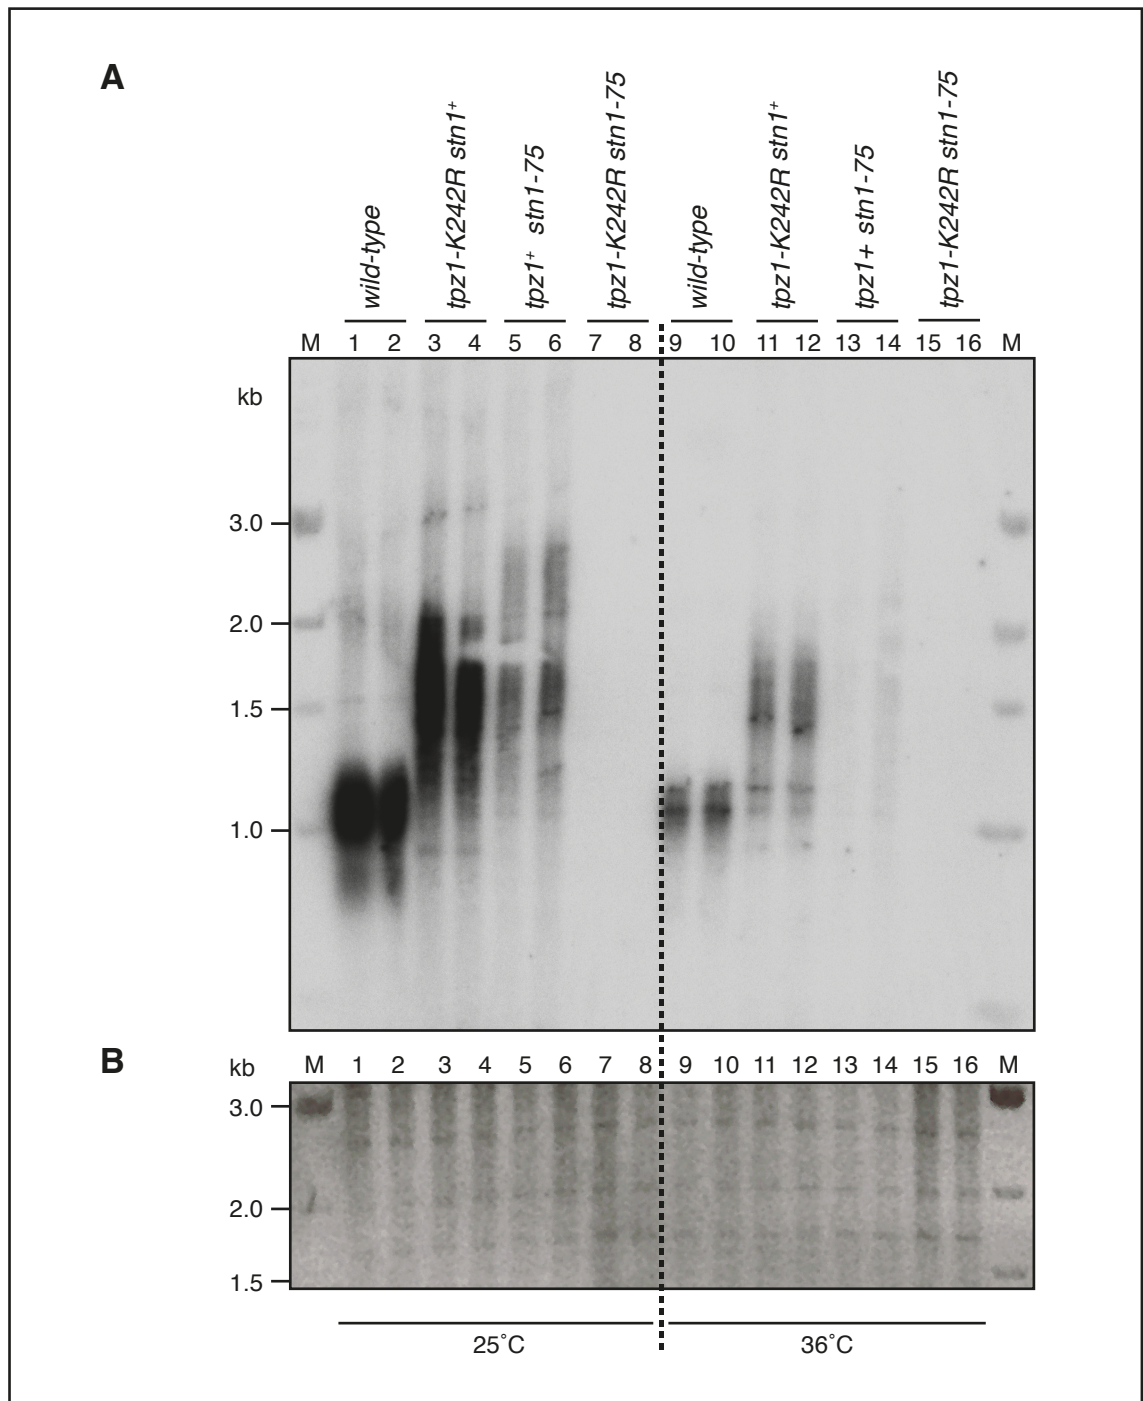 A
wild-type
tpz1-K242R stn1⁺
tpz1⁺ stn1-75
tpz1-K242R stn1-75
wild-type
tpz1-K242R stn1⁺
tpz1+ stn1-75
tpz1-K242R stn1-75
M 1 2 3 4 5 6 7 8 9 10 11 12 13 14 15 16 M
kb
3.0
2.0
1.5
1.0
B
kb M 1 2 3 4 5 6 7 8 9 10 11 12 13 14 15 16 M
3.0
2.0
1.5
25˚C 36˚C